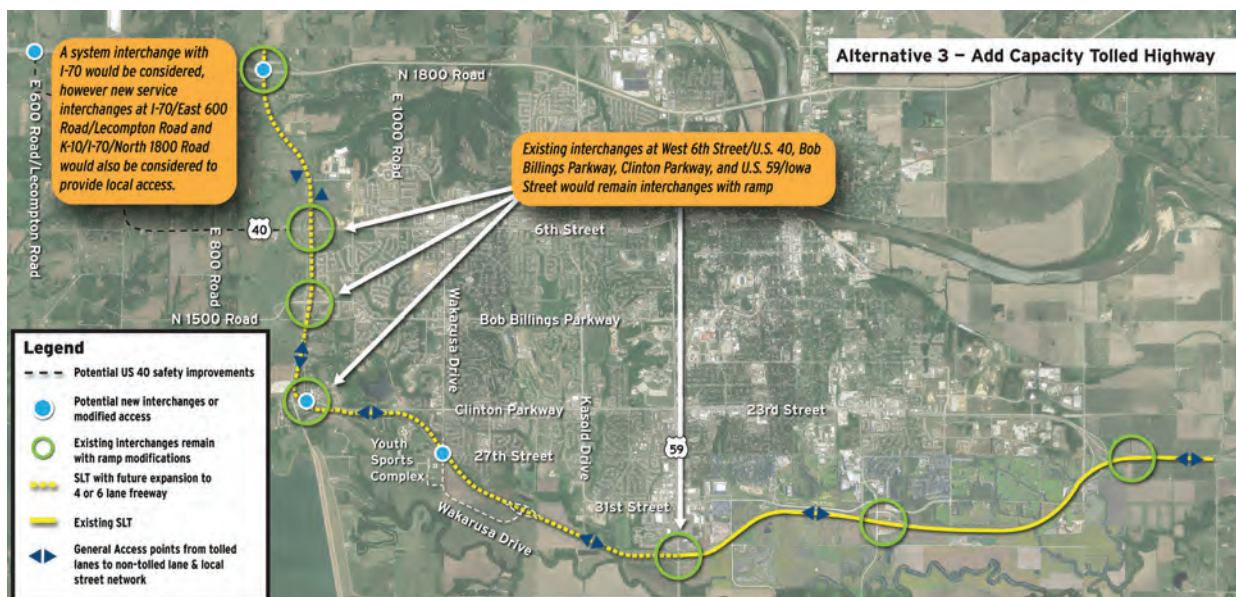 Alternative 3 – Add Capacity Tolled Highway
A system interchange with
I-70 would be considered,
however new service
interchanges at I-70/East 600
Road/Lecompton Road and
K-10/I-70/North 1800 Road
would also be considered to
provide local access.
Existing interchanges at West 6th Street/U.S. 40, Bob
Billings Parkway, Clinton Parkway, and U.S. 59/Iowa
Street would remain interchanges with ramp
E 600 Road/Lecompton Road
N 1800 Road
E 1000 Road
40
6th Street
E 800 Road
N 1500 Road
Bob Billings Parkway
Wakarusa Drive
Clinton Parkway
23rd Street
Kasold Drive
59
Youth
Sports
Complex
27th Street
31st Street
Wakarusa Drive
Legend
Potential US 40 safety improvements
Potential new interchanges or
modified access
Existing interchanges remain
with ramp modifications
SLT with future expansion to
4 or 6 lane freeway
Existing SLT
General Access points from tolled
lanes to non-tolled lane & local
street network